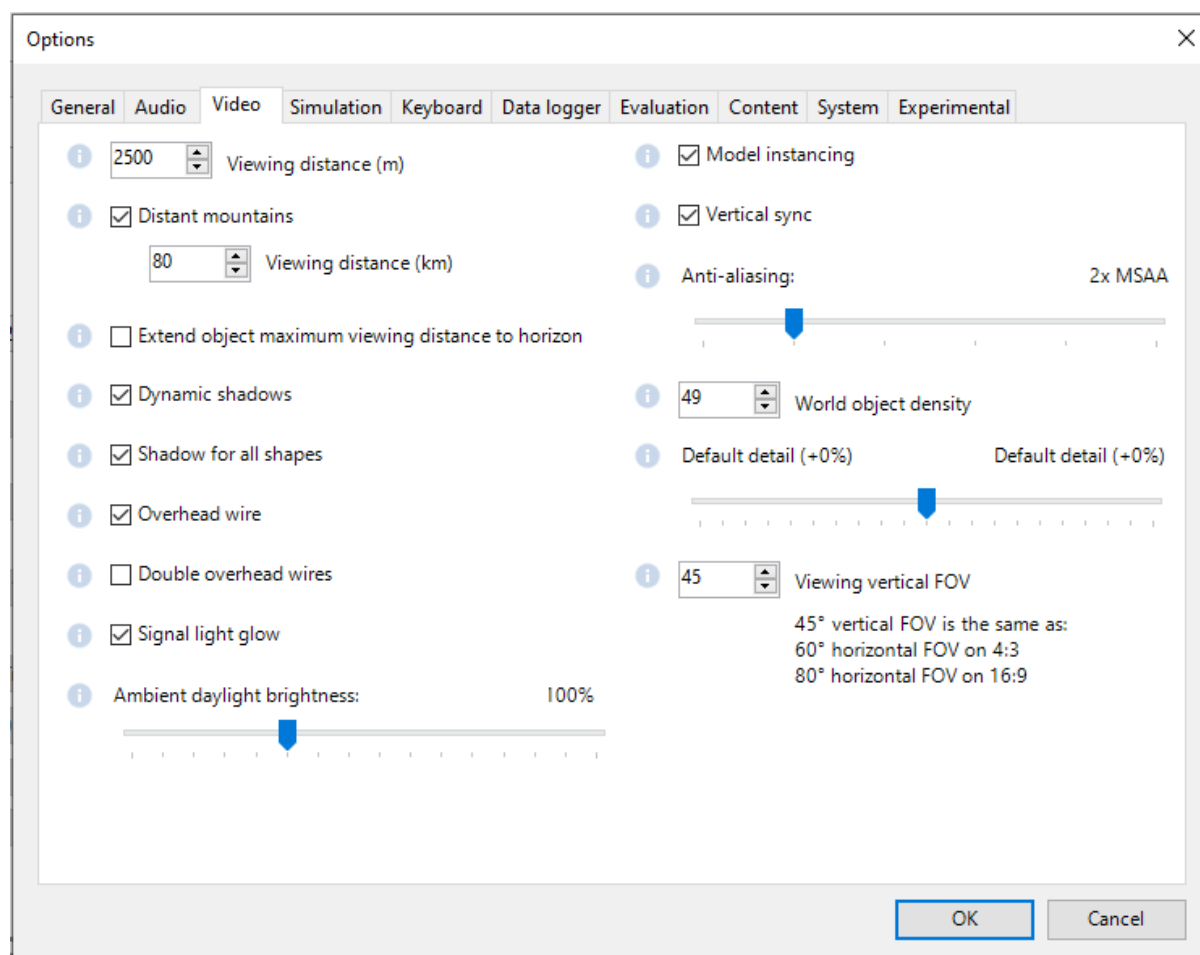 Options
General Audio Video Simulation Keyboard Data logger Evaluation Content System Experimental
2500 Viewing distance (m)
Distant mountains
80 Viewing distance (km)
Extend object maximum viewing distance to horizon
Dynamic shadows
Shadow for all shapes
Overhead wire
Double overhead wires
Signal light glow
Ambient daylight brightness: 100%
Model instancing
Vertical sync
Anti-aliasing: 2x MSAA
49 World object density
Default detail (+0%) Default detail (+0%)
45 Viewing vertical FOV
45° vertical FOV is the same as:
60° horizontal FOV on 4:3
80° horizontal FOV on 16:9
OK Cancel